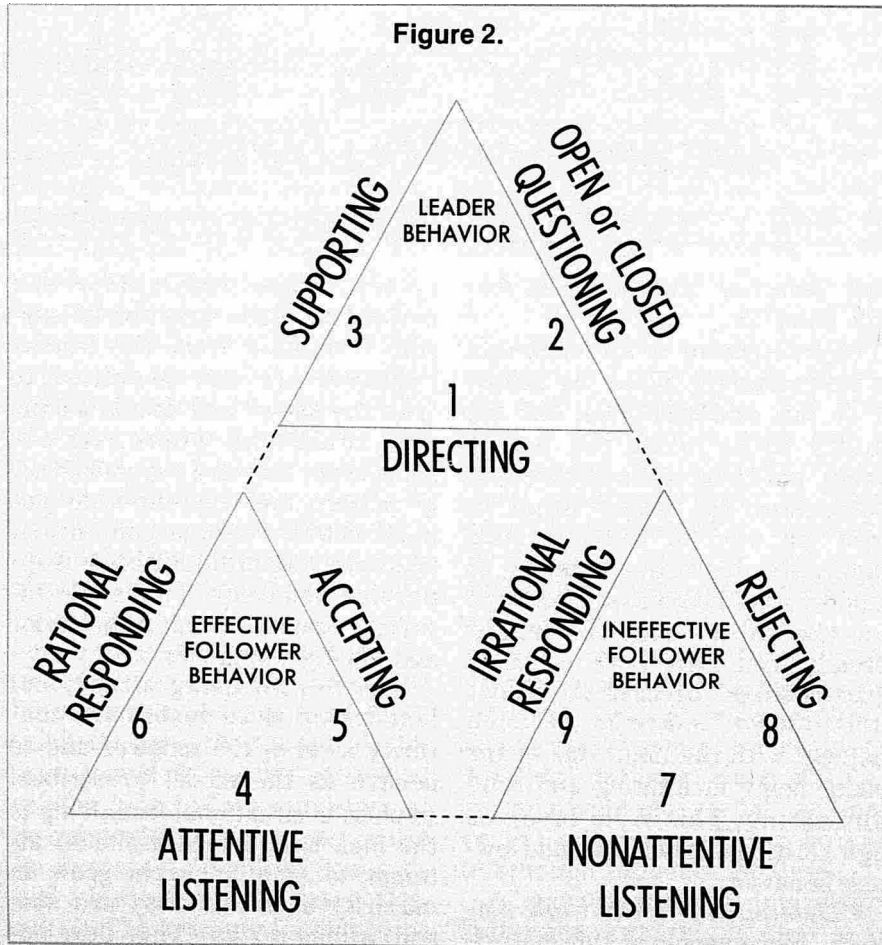 Figure 2.
SUPPORTING
LEADER
BEHAVIOR
OPEN or CLOSED
QUESTIONING
3
2
1
DIRECTING
RATIONAL
RESPONDING
EFFECTIVE
FOLLOWER
BEHAVIOR
ACCEPTING
6
5
4
ATTENTIVE
LISTENING
IRRATIONAL
RESPONDING
INEFFECTIVE
FOLLOWER
BEHAVIOR
REJECTING
9
8
7
NONATTENTIVE
LISTENING